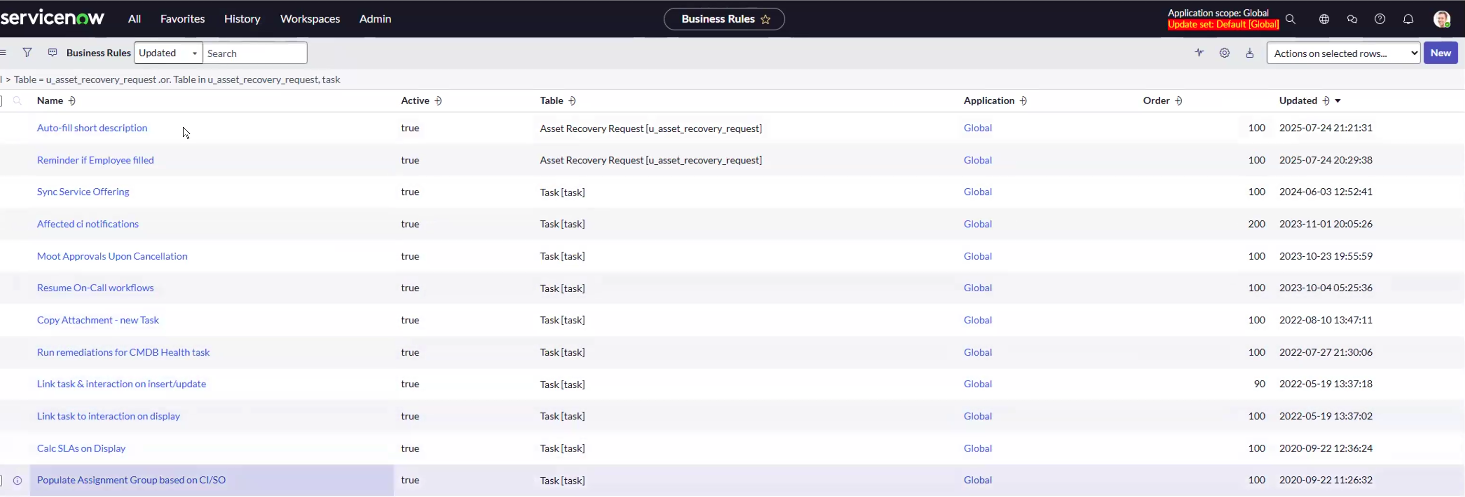 servicenow All Favorites History Workspaces Admin Business Rules Application scope: Global
Update set: Default [Global]
Business Rules Updated Search Actions on selected rows... New
> Table = u_asset_recovery_request .or. Table in u_asset_recovery_request, task
Name Active Table Application Order Updated
Auto-fill short description true Asset Recovery Request [u_asset_recovery_request] Global 100 2025-07-24 21:21:31
Reminder if Employee filled true Asset Recovery Request [u_asset_recovery_request] Global 100 2025-07-24 20:29:38
Sync Service Offering true Task [task] Global 100 2024-06-03 12:52:41
Affected ci notifications true Task [task] Global 200 2023-11-01 20:05:26
Moot Approvals Upon Cancellation true Task [task] Global 100 2023-10-23 19:55:59
Resume On-Call workflows true Task [task] Global 100 2023-10-04 05:25:36
Copy Attachment - new Task true Task [task] Global 100 2022-08-10 13:47:11
Run remediations for CMDB Health task true Task [task] Global 100 2022-07-27 21:30:06
Link task & interaction on insert/update true Task [task] Global 90 2022-05-19 13:37:18
Link task to interaction on display true Task [task] Global 100 2022-05-19 13:37:02
Calc SLAs on Display true Task [task] Global 100 2020-09-22 12:36:24
Populate Assignment Group based on CI/SO true Task [task] Global 100 2020-09-22 11:26:32